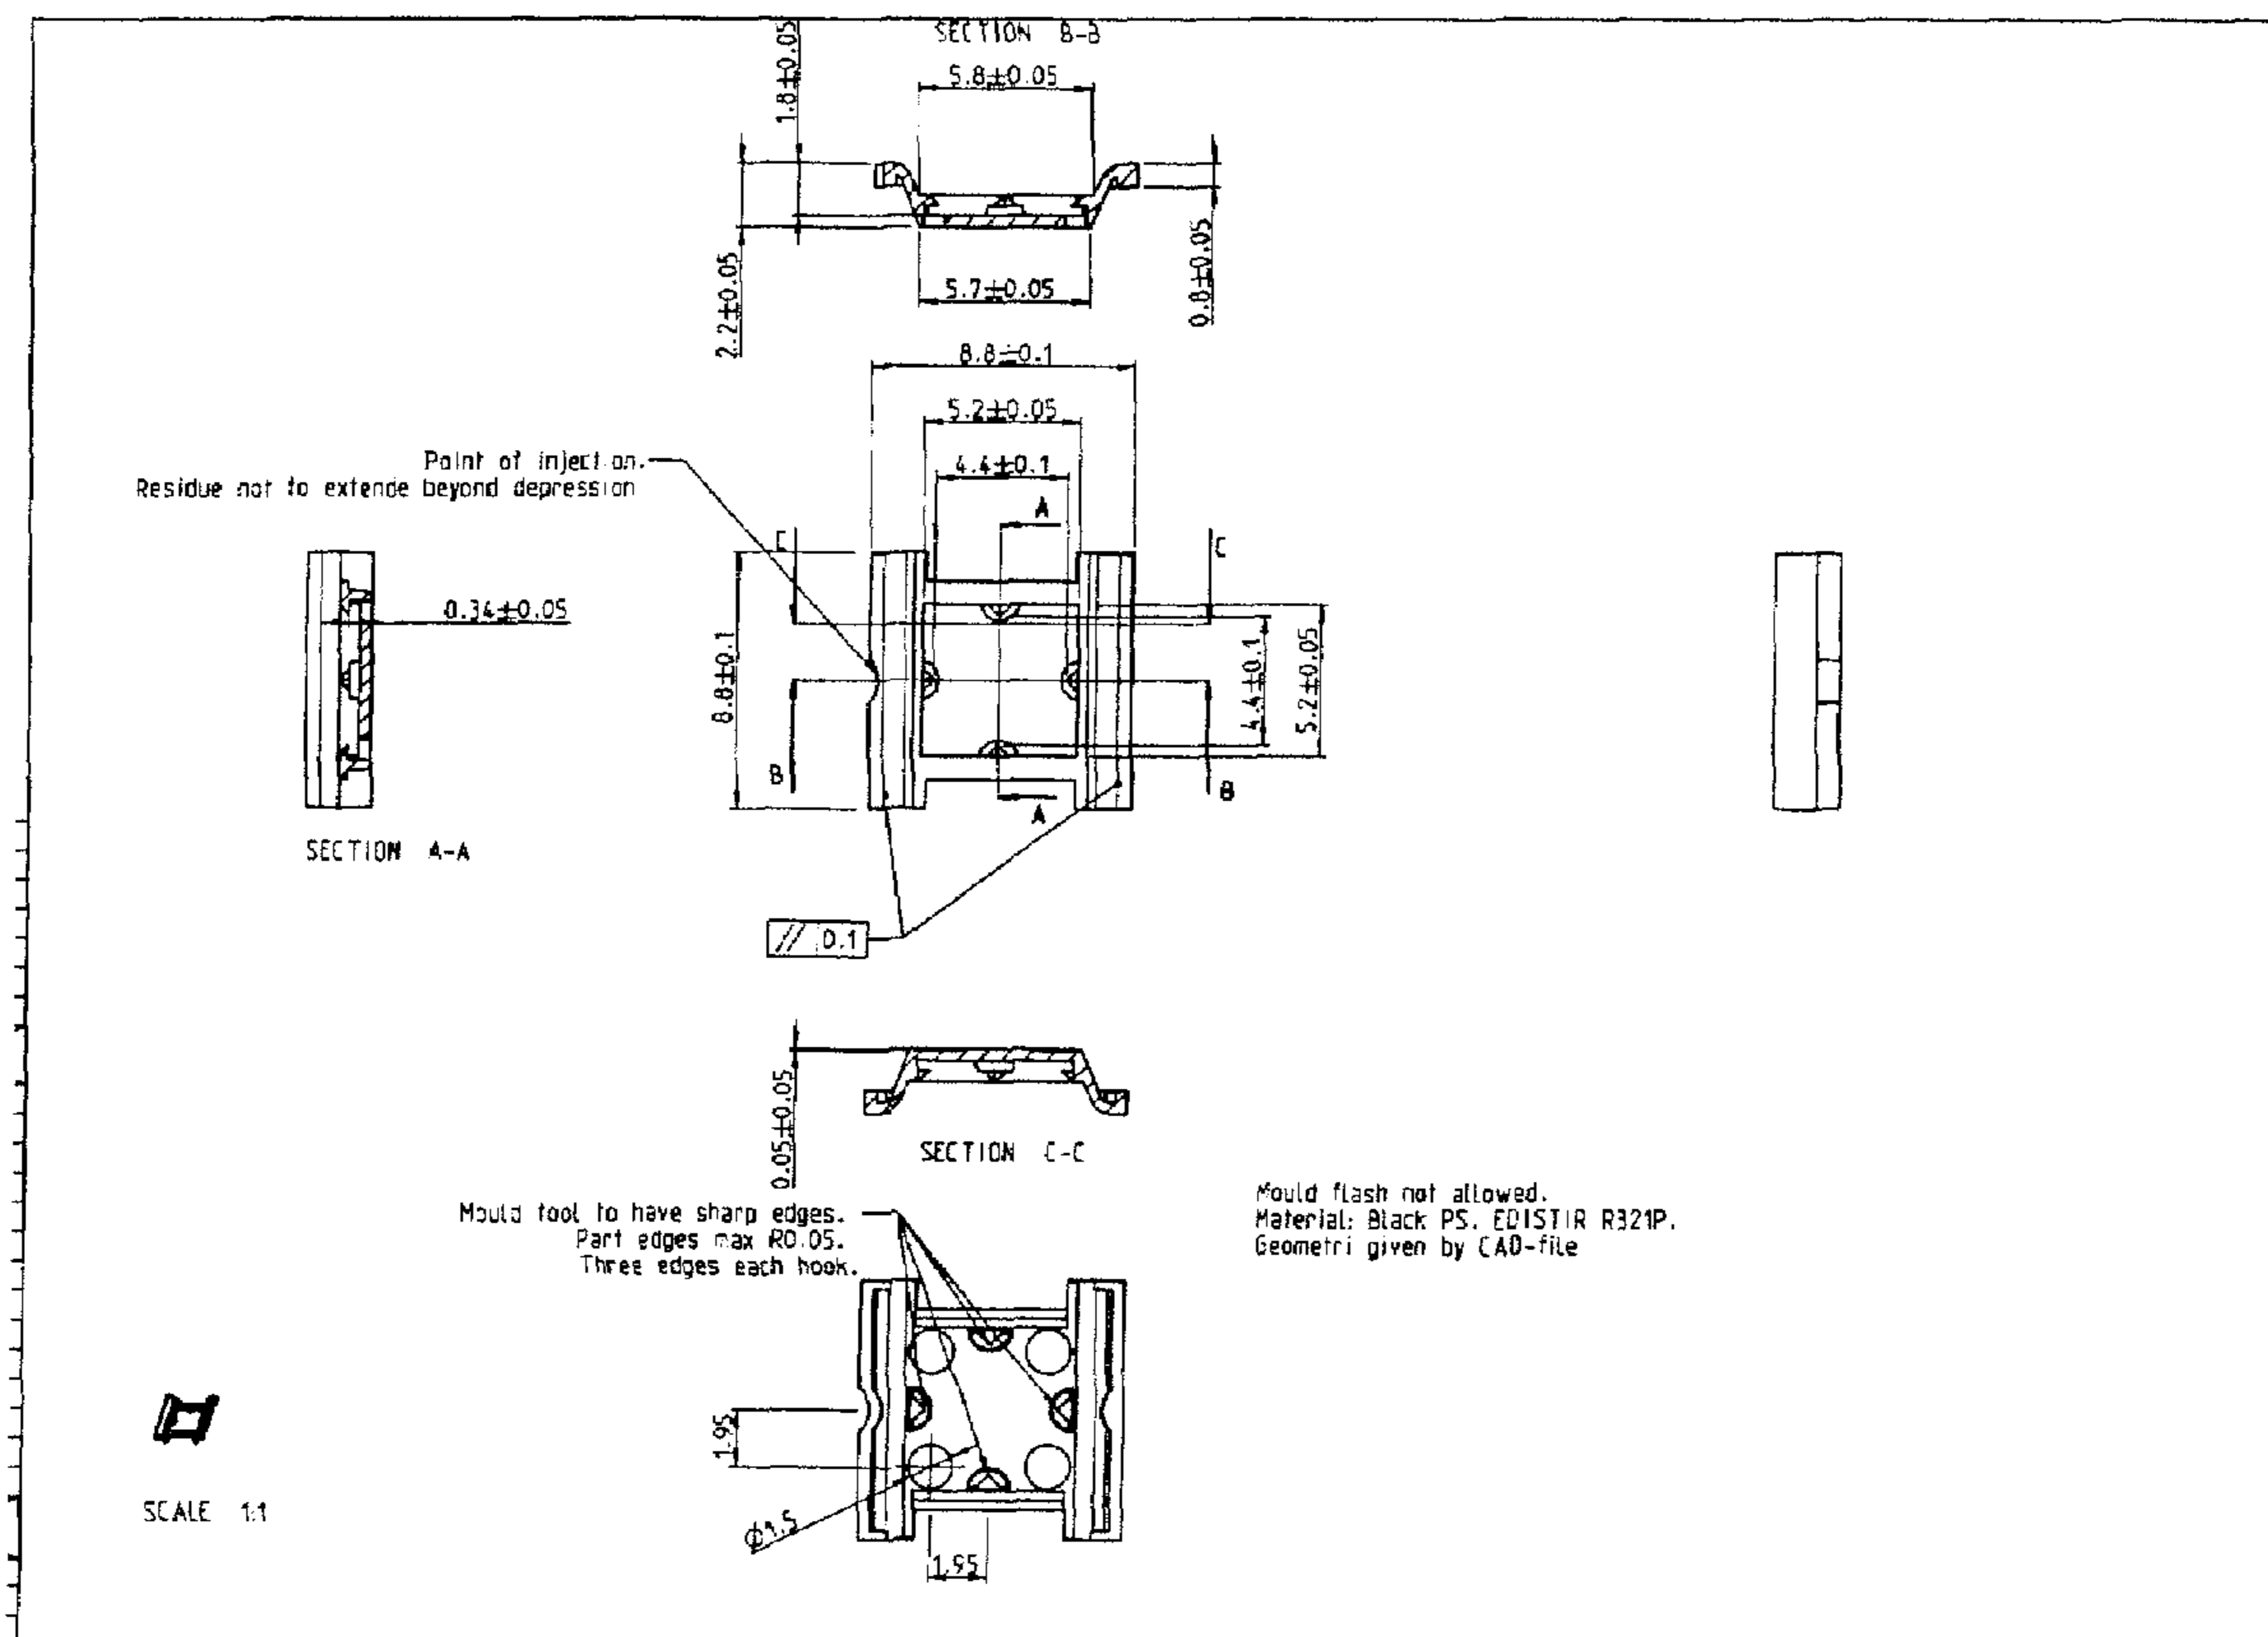 SECTION B-B
1.8±0.05
5.8±0.05
2.2±0.05
5.7±0.05
0.8±0.05
8.8±0.1
5.2±0.05
4.4±0.1
Point of injection.
Residue not to extende beyond depression
A
C
C
0.34±0.05
8.8±0.1
4.4±0.1
5.2±0.05
B
B
A
SECTION A-A
// 0.1
0.05±0.05
SECTION C-C
Mould tool to have sharp edges.
Part edges max R0.05.
Three edges each hook.
Mould flash not allowed.
Material: Black PS. EDISTIR R321P.
Geometri given by CAD-file
1.95
SCALE 1:1
ϕ1.5
1.95